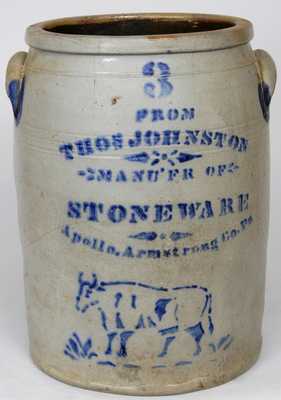 3
FROM
THOS JOHNSTON
MANU'FR OF
STONEWARE
Apollo, Armstrong Co. Pa